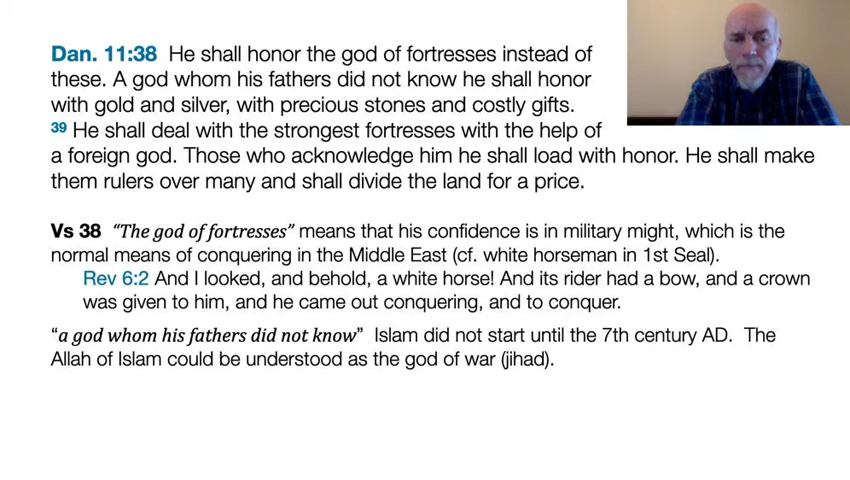 Dan. 11:38 He shall honor the god of fortresses instead of
these. A god whom his fathers did not know he shall honor
with gold and silver, with precious stones and costly gifts.
39 He shall deal with the strongest fortresses with the help of
a foreign god. Those who acknowledge him he shall load with honor. He shall make
them rulers over many and shall divide the land for a price.
Vs 38 “The god of fortresses” means that his confidence is in military might, which is the
normal means of conquering in the Middle East (cf. white horseman in 1st Seal).
Rev 6:2 And I looked, and behold, a white horse! And its rider had a bow, and a crown
was given to him, and he came out conquering, and to conquer.
“a god whom his fathers did not know” Islam did not start until the 7th century AD. The
Allah of Islam could be understood as the god of war (jihad).